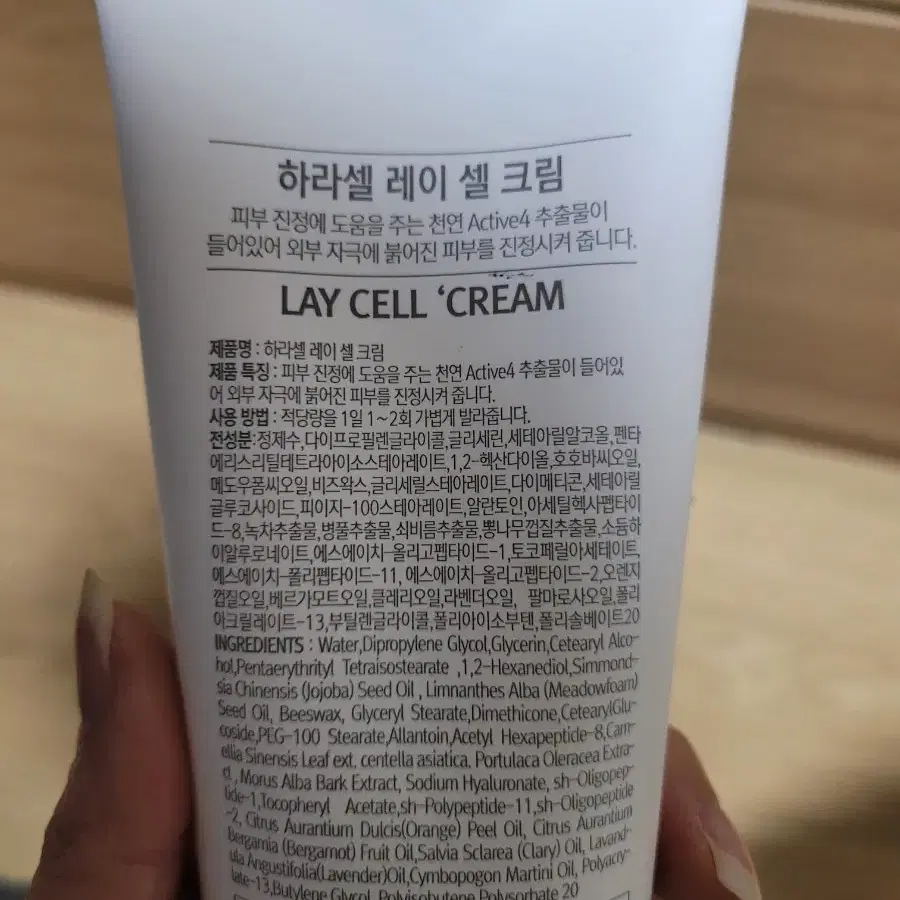 하라셀 레이 셀 크림
피부 진정에 도움을 주는 천연 Active4 추출물이
들어있어 외부 자극에 붉어진 피부를 진정시켜 줍니다.
LAY CELL ‘CREAM
제품명 : 하라셀 레이 셀 크림
제품 특징 : 피부 진정에 도움을 주는 천연 Active4 추출물이 들어있
어 외부 자극에 붉어진 피부를 진정시켜 줍니다.
사용 방법 : 적당량을 1일 1~2회 가볍게 발라줍니다.
전성분:정제수,다이프로필렌글라이콜,글리세린,세테아릴알코올,펜타
에리스리틸테트라아이소스테아레이트,1,2-헥산다이올,호호바씨오일,
메도우폼씨오일,비즈왁스,글리세릴스테아레이트,다이메티콘,세테아릴
글루코사이드,피이지-100스테아레이트,알란토인,아세틸헥사펩타이
드-8,녹차추출물,병풀추출물,쇠비름추출물,뽕나무껍질추출물,소듐하
이알루로네이트,에스에이치-올리고펩타이드-1,토코페릴아세테이트,
에스에이치-폴리펩타이드-11, 에스에이치-올리고펩타이드-2,오렌지
껍질오일,베르가모트오일,클레리오일,라벤더오일, 팔마로사오일,폴리
아크릴레이트-13,부틸렌글라이콜,폴리아이소부텐,폴리솔베이트20
INGREDIENTS : Water,Dipropylene Glycol,Glycerin,Cetearyl Alco-
hol,Pentaerythrityl Tetraisostearate ,1,2-Hexanediol,Simmond-
sia Chinensis (Jojoba) Seed Oil , Limnanthes Alba (Meadowfoam)
Seed Oil, Beeswax, Glyceryl Stearate,Dimethicone,CetearylGlu-
coside,PEG-100 Stearate,Allantoin,Acetyl Hexapeptide-8,Cam-
ellia Sinensis Leaf ext, centella asiatica, Portulaca Oleracea Extra-
ct , Morus Alba Bark Extract, Sodium Hyaluronate, sh-Oligopep-
tide-1,Tocopheryl Acetate,sh-Polypeptide-11,sh-Oligopeptide
-2, Citrus Aurantium Dulcis(Orange) Peel Oil, Citrus Aurantium
Bergamia (Bergamot) Fruit Oil,Salvia Sclarea (Clary) Oil, Lavand-
ula Angustifolia(Lavender)Oil,Cymbopogon Martini Oil, Polyacry-
late-13,Butylene Glycol, Polyisobutene,Polysorbate 20